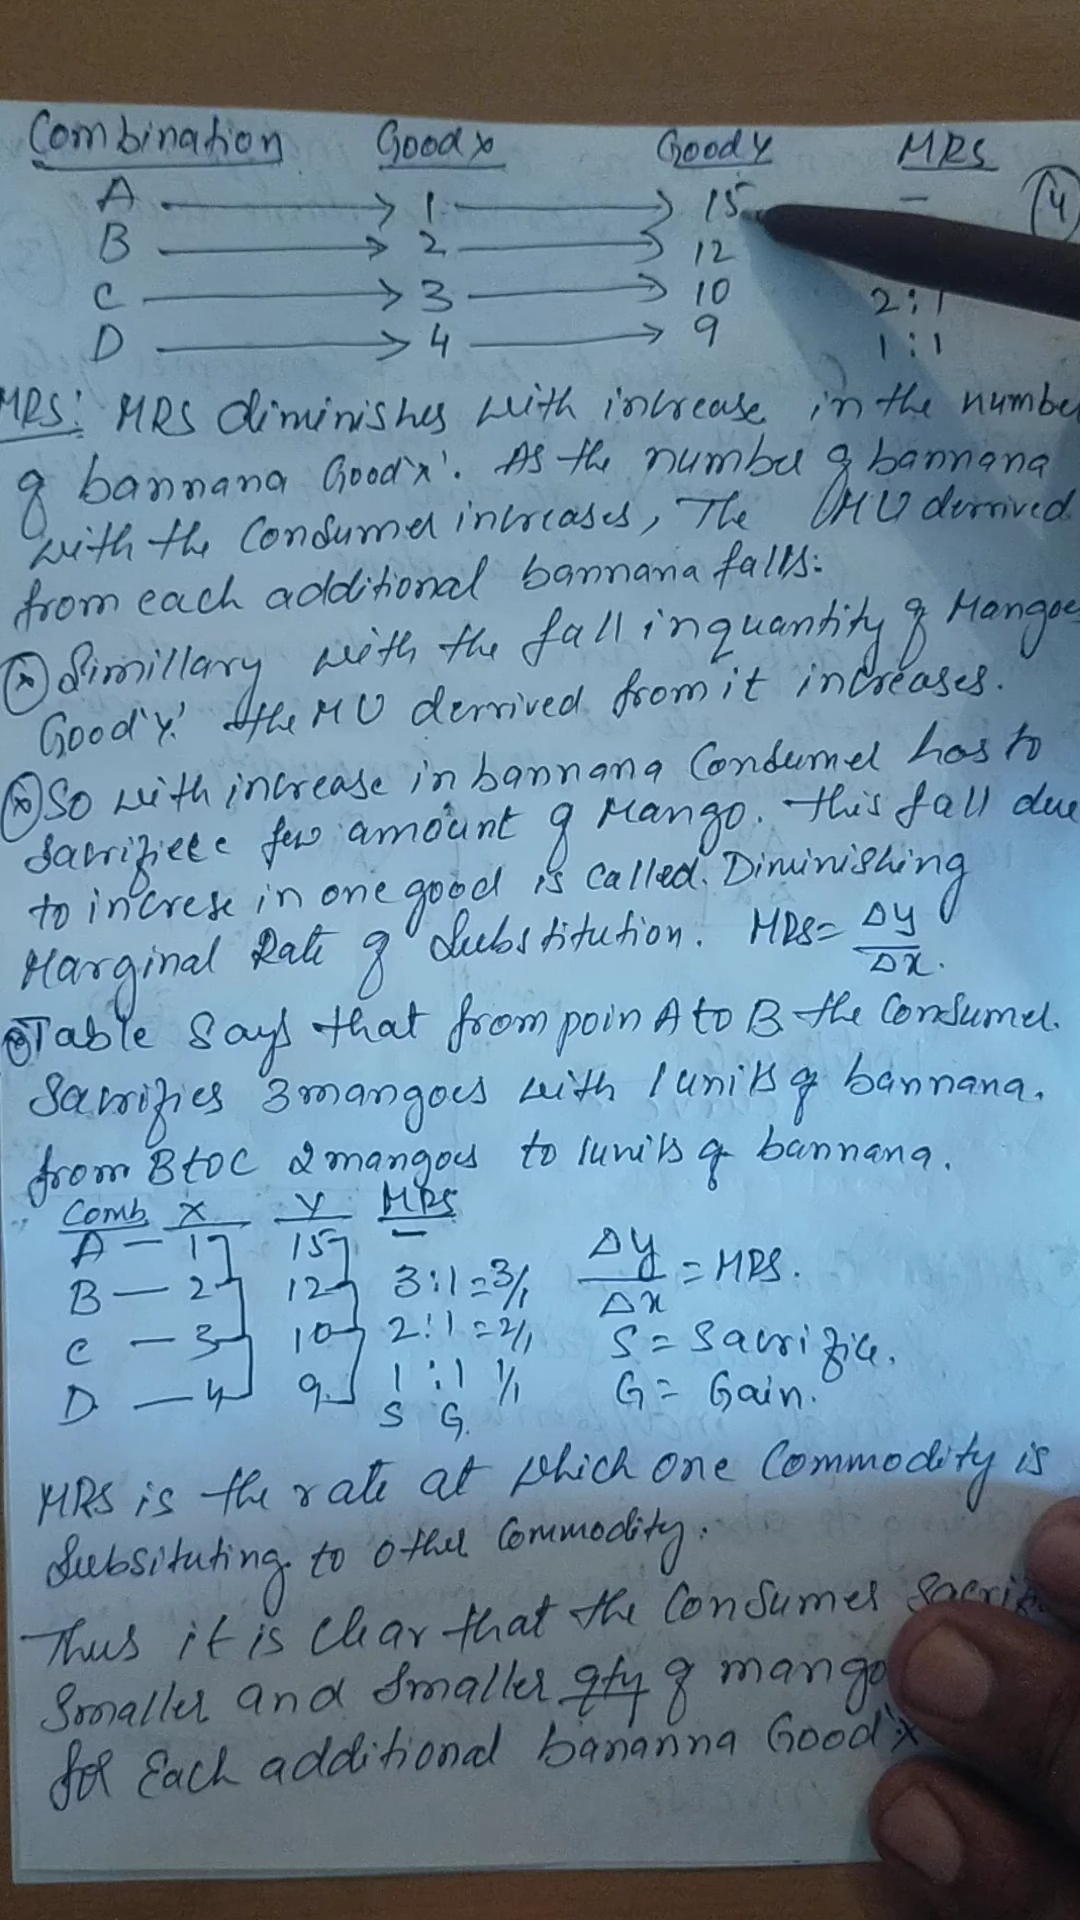 Combination Good x Good Y MRS
A → 1 → 15 –
(4)
B → 2 → 12
C → 3 → 10 2:1
D → 4 → 9 1:1
MRS: MRS diminishes with increase in the number
of bannana Good'x'. As the number of bannana
with the Consumer increases, The MU derrived
from each additional bannana falls:
Simillary with the fall in quantity of Mangoes
Good'Y' the MU derrived from it increases.
So with increase in bannana Consumer has to
few amount of Mango. this fall due
to increse in one good is called. Diminishing
Marginal Rate of Substitution. MRS= Δy/Δx.
Table Says that from poin A to B the Consumer.
Sacrifies 3 mangoes with 1 units of bannana.
from B to C 2 mangoes to 1 units of bannana.
Comb X Y MRS
A – 1 15 –
B – 2 12 3:1 = 3/1 Δy/Δx = MRS.
C – 3 10 2:1 = 2/1 S = Sacrifice.
D. – 4 9 1:1 1/1 G = Gain.
S G.
MRS is the rate at which one Commodity is
Subsituting to other Commodity.
Thus it is Clear that the Consumer
Smaller and Smaller qty of mango
for Each additional bananna Good'x